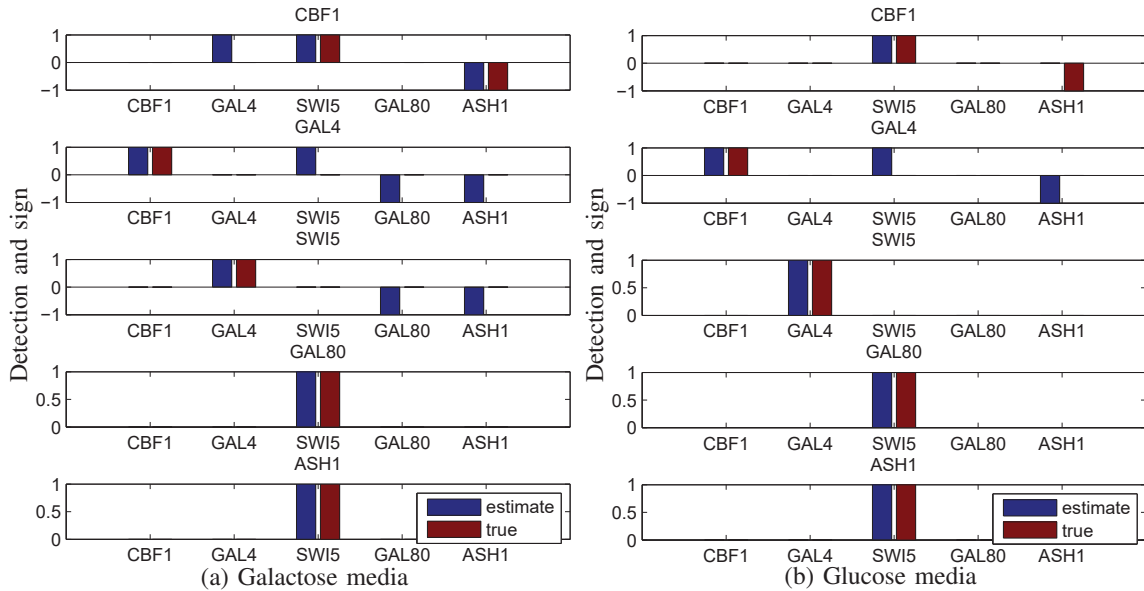 CBF1
1
0
−1
CBF1 GAL4 SWI5 GAL80 ASH1
GAL4
1
0
−1
CBF1 GAL4 SWI5 GAL80 ASH1
SWI5
1
0
−1
CBF1 GAL4 SWI5 GAL80 ASH1
GAL80
1
0.5
0
CBF1 GAL4 SWI5 GAL80 ASH1
ASH1
1
0.5
0
CBF1 GAL4 SWI5 GAL80 ASH1
estimate
true
Detection and sign
(a) Galactose media
CBF1
1
0
−1
CBF1 GAL4 SWI5 GAL80 ASH1
GAL4
1
0
−1
CBF1 GAL4 SWI5 GAL80 ASH1
SWI5
1
0.5
0
CBF1 GAL4 SWI5 GAL80 ASH1
GAL80
1
0.5
0
CBF1 GAL4 SWI5 GAL80 ASH1
ASH1
1
0.5
0
CBF1 GAL4 SWI5 GAL80 ASH1
estimate
true
Detection and sign
(b) Glucose media